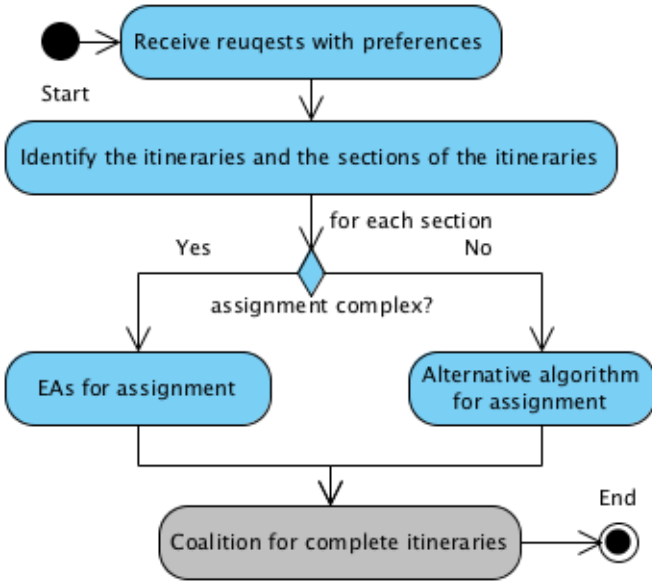 Receive reuqests with preferences
Start
Identify the itineraries and the sections of the itineraries
for each section
Yes
No
assignment complex?
EAs for assignment
Alternative algorithm
for assignment
End
Coalition for complete itineraries